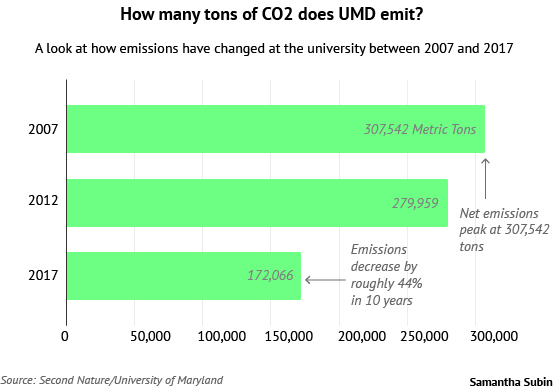 How many tons of CO2 does UMD emit?
A look at how emissions have changed at the university between 2007 and 2017
2007
307,542 Metric Tons
2012
279,959
Net emissions
peak at 307,542
tons
2017
172,066
Emissions
decrease by
roughly 44%
in 10 years
0 50,000 100,000 150,000 200,000 250,000 300,000
Source: Second Nature/University of Maryland
Samantha Subin